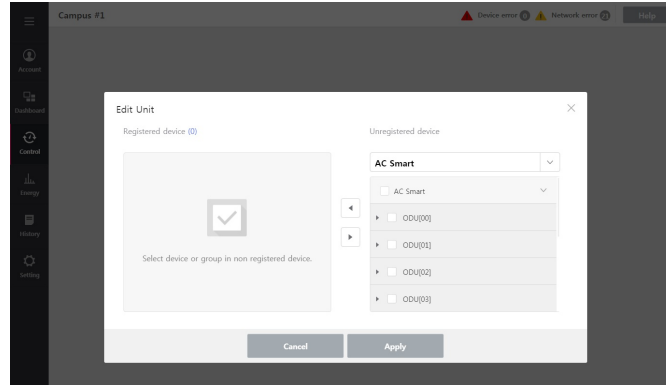 Campus #1
Device error 0
Network error 21
Help
Account
Dashboard
Control
Energy
History
Setting
Edit Unit
Registered device (0)
Unregistered device
AC Smart
AC Smart
ODU[00]
ODU[01]
ODU[02]
ODU[03]
Select device or group in non registered device.
Cancel
Apply